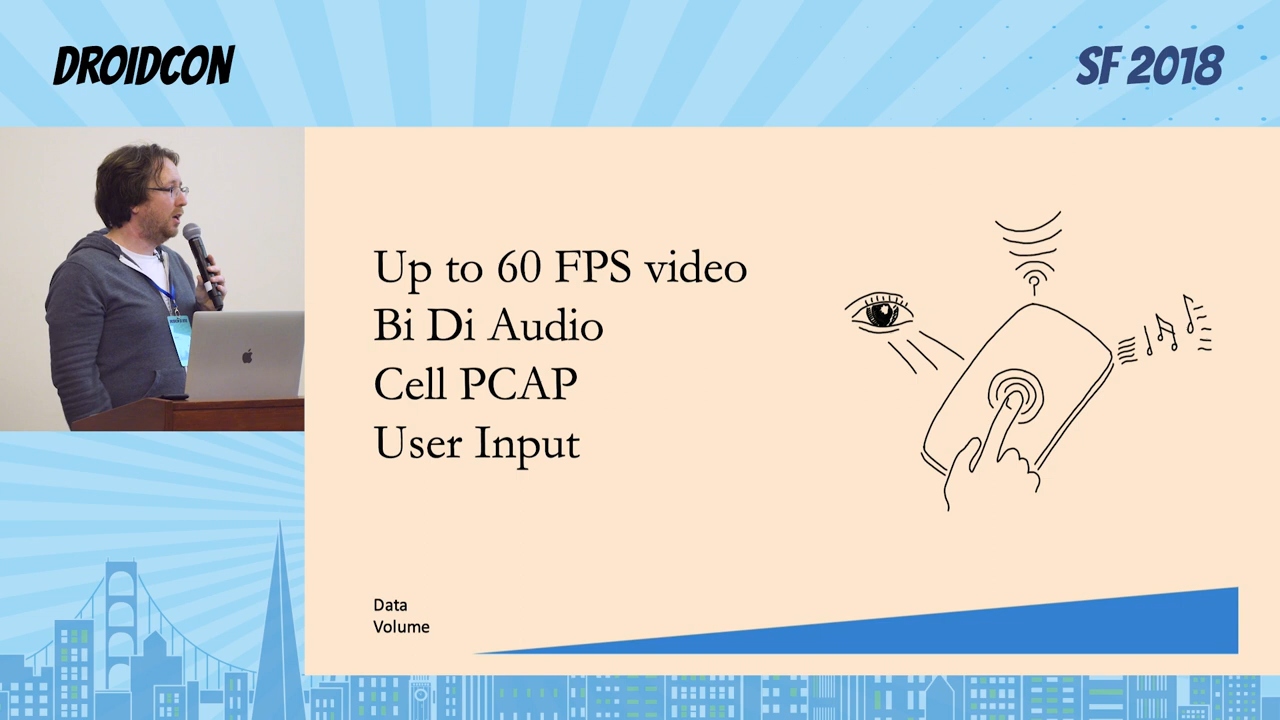 DROIDCON
SF 2018
Up to 60 FPS video
Bi Di Audio
Cell PCAP
User Input
Data
Volume